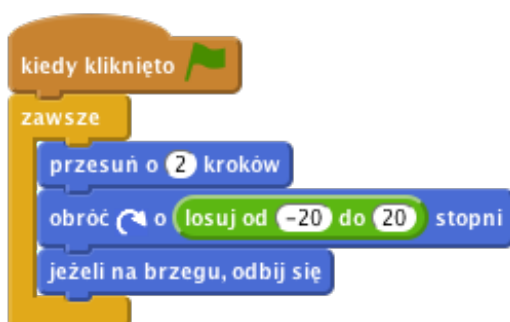 kiedy kliknięto
zawsze
przesuń o 2 kroków
obróć o losuj od -20 do 20 stopni
jeżeli na brzegu, odbij się